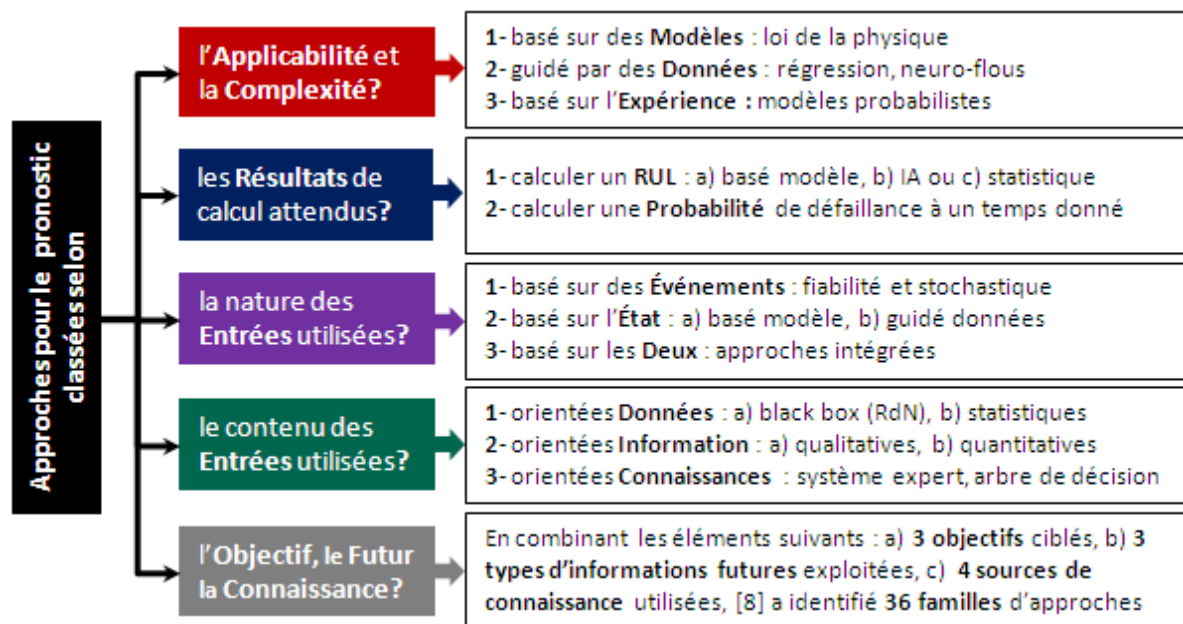 Approches pour le pronostic
classées selon
l'Applicabilité et
la Complexité?
1- basé sur des Modèles : loi de la physique
2- guidé par des Données : régression, neuro-flous
3- basé sur l'Expérience : modèles probabilistes
les Résultats de
calcul attendus?
1- calculer un RUL : a) basé modèle, b) IA ou c) statistique
2- calculer une Probabilité de défaillance à un temps donné
la nature des
Entrées utilisées?
1- basé sur des Événements : fiabilité et stochastique
2- basé sur l'État : a) basé modèle, b) guidé données
3- basé sur les Deux : approches intégrées
le contenu des
Entrées utilisées?
1- orientées Données : a) black box (RdN), b) statistiques
2- orientées Information : a) qualitatives, b) quantitatives
3- orientées Connaissances : système expert, arbre de décision
l'Objectif, le Futur
la Connaissance?
En combinant les éléments suivants : a) 3 objectifs ciblés, b) 3
types d'informations futures exploitées, c) 4 sources de
connaissance utilisées, [8] a identifié 36 familles d'approches